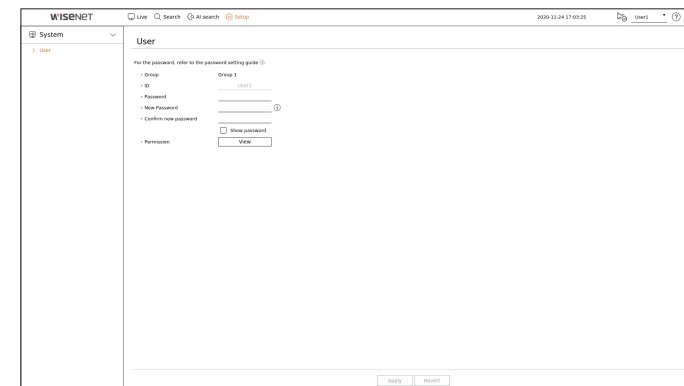 WISENET
Live Search AI search Setup 2020-11-24 17:03:25 User1
System
User
User
For the password, refer to the password setting guide
Group Group 1
ID User1
Password
New Password
Confirm new password
Show password
Permission View
Apply Revert